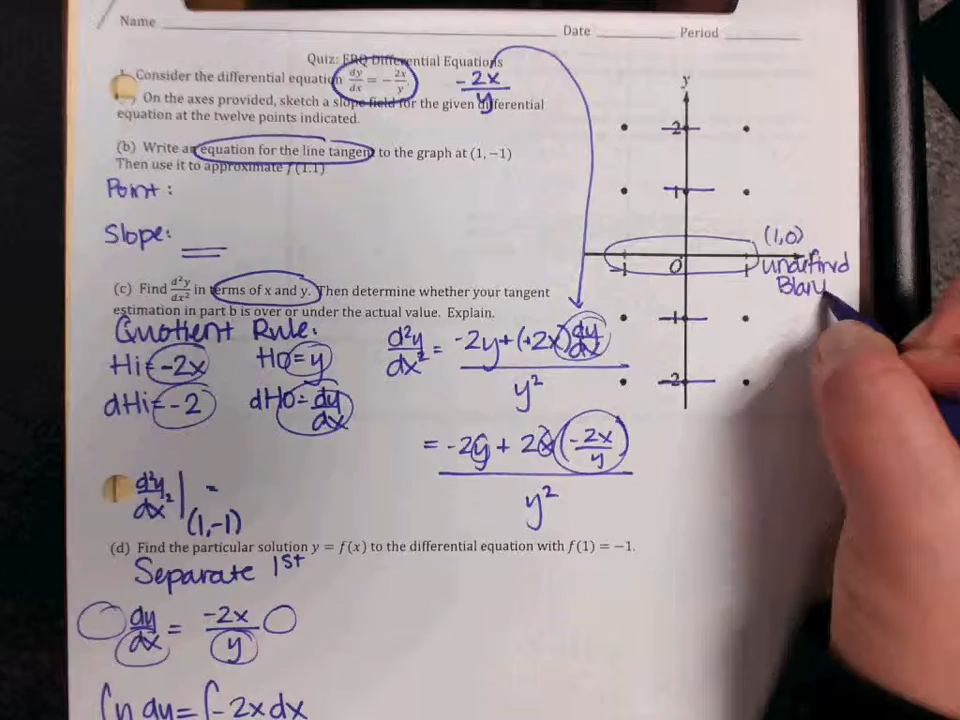 Name Date Period
Quiz: FRQ Differential Equations
Consider the differential equation dy/dx = -2x/y. -2x/y
On the axes provided, sketch a slope field for the given differential
equation at the twelve points indicated.
(b) Write an equation for the line tangent to the graph at (1, −1)
Then use it to approximate f(1.1)
Point:
Slope:
(c) Find d²y/dx² in terms of x and y. Then determine whether your tangent
estimation in part b is over or under the actual value. Explain.
Quotient Rule:
Hi=-2x HO=y
dHi=-2 dHO=dy/dx
d²y/dx² = -2y+(+2x)dy/dx / y²
= -2y + 2x(-2x/y) / y²
d²y/dx² | (1,-1) =
(d) Find the particular solution y = f(x) to the differential equation with f(1) = −1.
Separate 1st
dy/dx = -2x/y
∫y dy = ∫-2x dx
y
2
1
0
-1
1
-1
-2
(1,0)
undefined
Blan